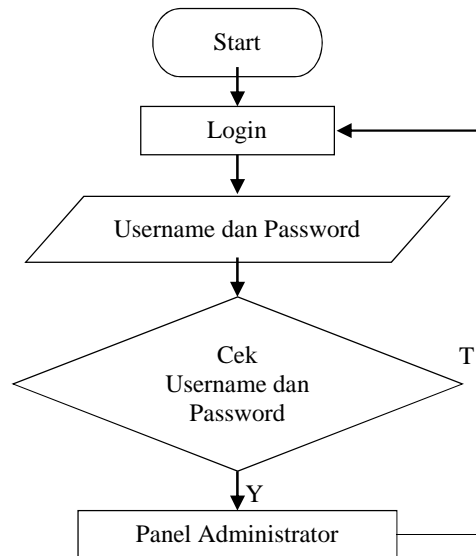 Start
Login
Username dan Password
Cek
Username dan
Password
T
Y
Panel Administrator